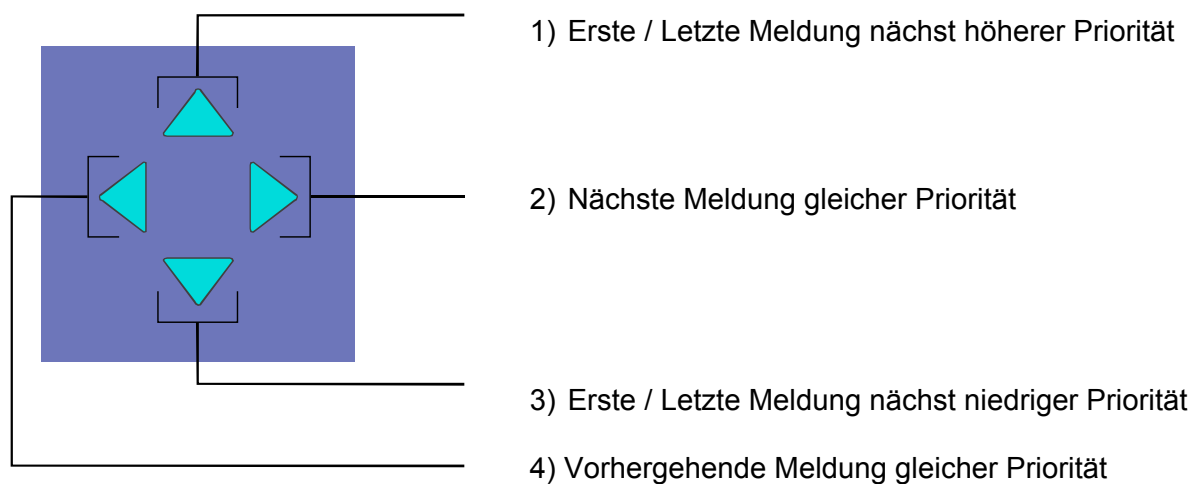 1) Erste / Letzte Meldung nächst höherer Priorität
2) Nächste Meldung gleicher Priorität
3) Erste / Letzte Meldung nächst niedriger Priorität
4) Vorhergehende Meldung gleicher Priorität